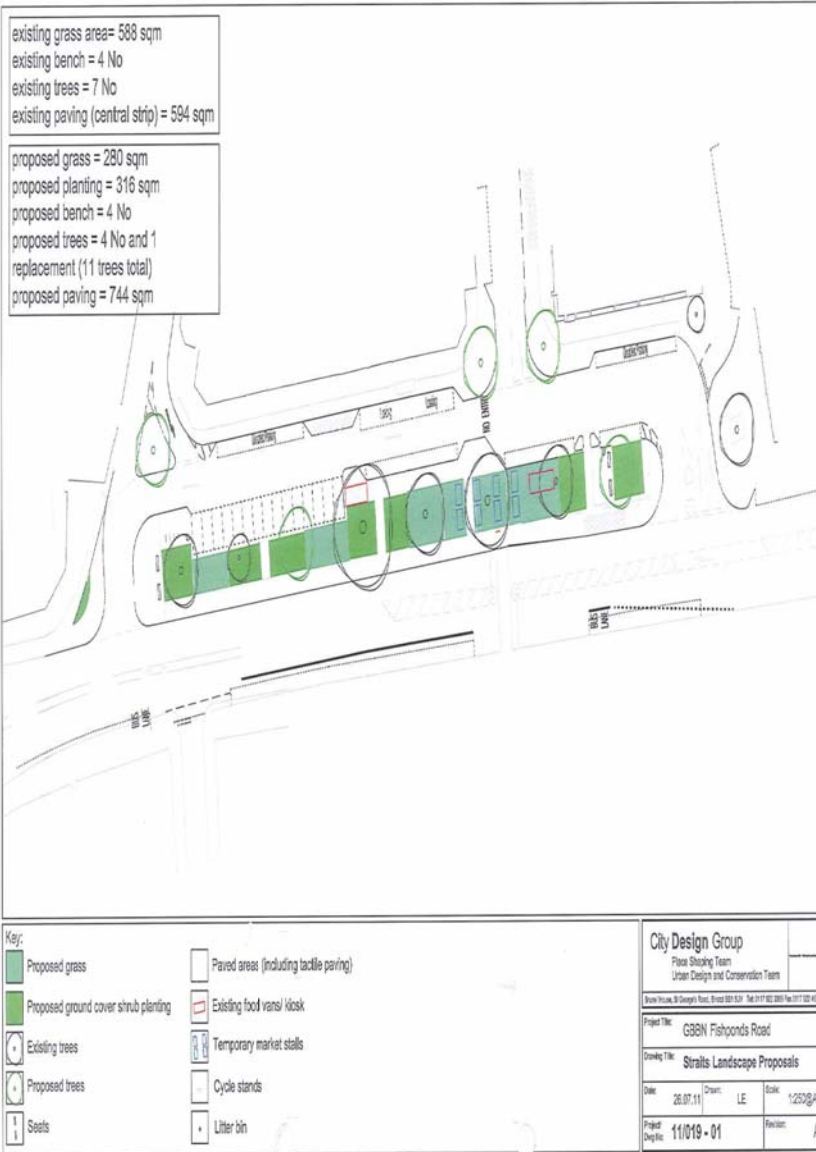 existing grass area= 588 sqm
existing bench = 4 No
existing trees = 7 No
existing paving (central strip) = 594 sqm
proposed grass = 280 sqm
proposed planting = 316 sqm
proposed bench = 4 No
proposed trees = 4 No and 1
replacement (11 trees total)
proposed paving = 744 sqm
NO ENTRY
BUS
LANE
BUS
LANE
Key:
Proposed grass
Proposed ground cover shrub planting
Existing trees
Proposed trees
Seats
Paved areas (including tactile paving)
Existing food vans/ kiosk
Temporary market stalls
Cycle stands
Litter bin
City Design Group
Place Shaping Team
Urban Design and Conservation Team
Project Title:
GBBN Fishponds Road
Drawing Title:
Straits Landscape Proposals
Date:
26.07.11
Drawn:
LE
Scale:
Project/
Dwg No:
11/019 - 01
Revision: